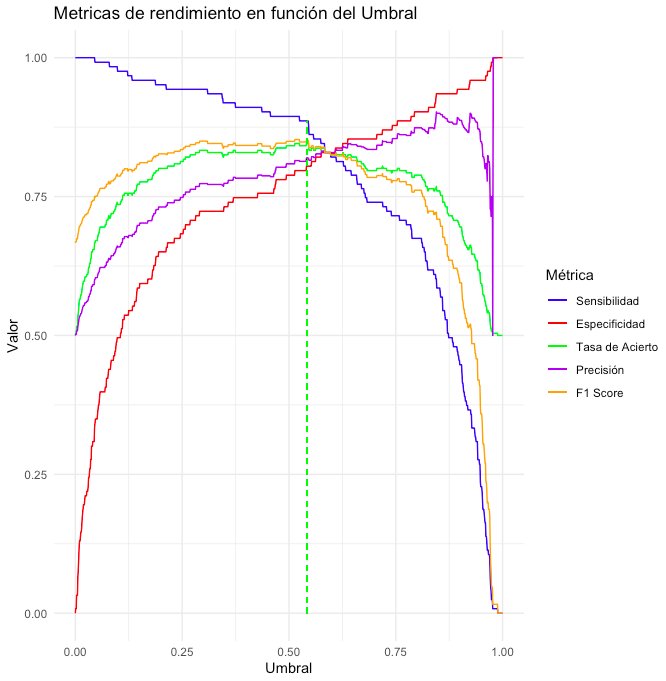 Metricas de rendimiento en función del Umbral
1.00
0.75
0.50
0.25
0.00
Valor
0.00 0.25 0.50 0.75 1.00
Umbral
Métrica
Sensibilidad
Especificidad
Tasa de Acierto
Precisión
F1 Score